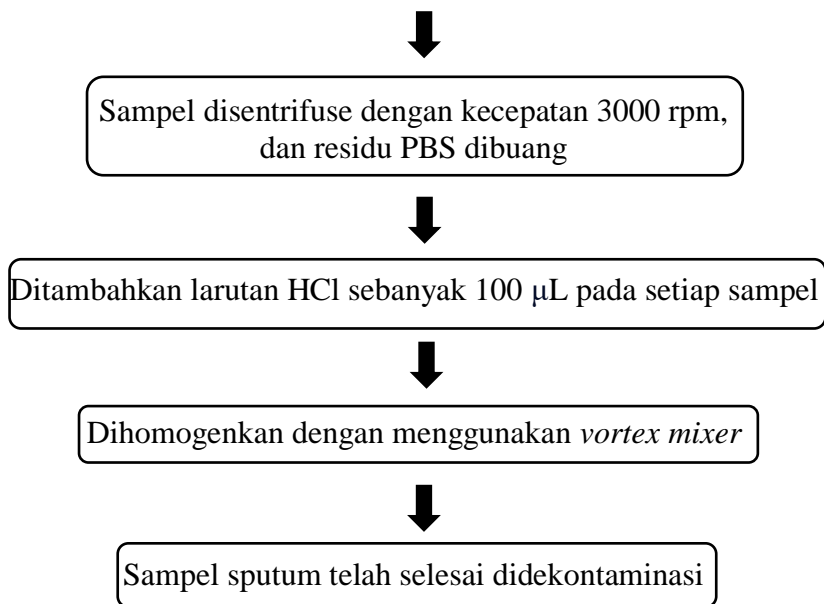 Sampel disentrifuse dengan kecepatan 3000 rpm,
dan residu PBS dibuang
Ditambahkan larutan HCl sebanyak 100 μL pada setiap sampel
Dihomogenkan dengan menggunakan vortex mixer
Sampel sputum telah selesai didekontaminasi